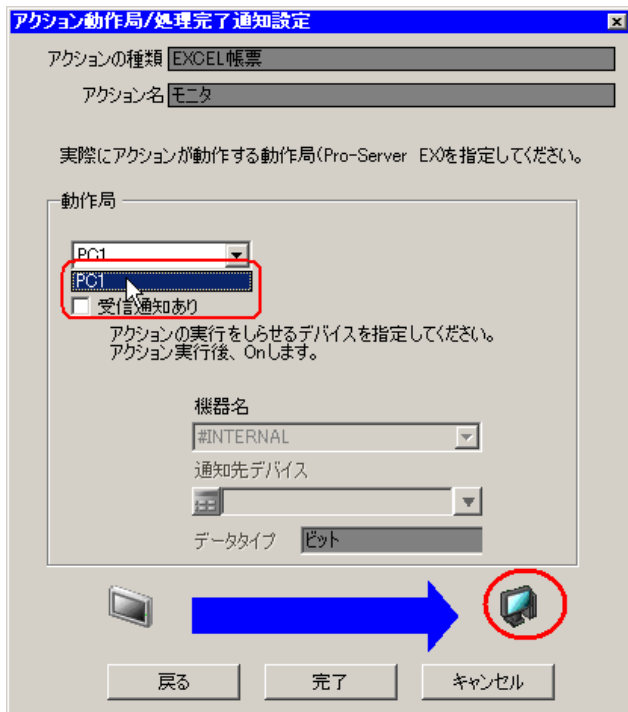 アクション動作局/処理完了通知設定
アクションの種類 EXCEL帳票
アクション名 モニタ
実際にアクションが動作する動作局(Pro-Server EX)を指定してください。
動作局
PC1
PC1
受信通知あり
アクションの実行をしらせるデバイスを指定してください。
アクション実行後、Onします。
機器名
#INTERNAL
通知先デバイス
データタイプ ビット
戻る 完了 キャンセル